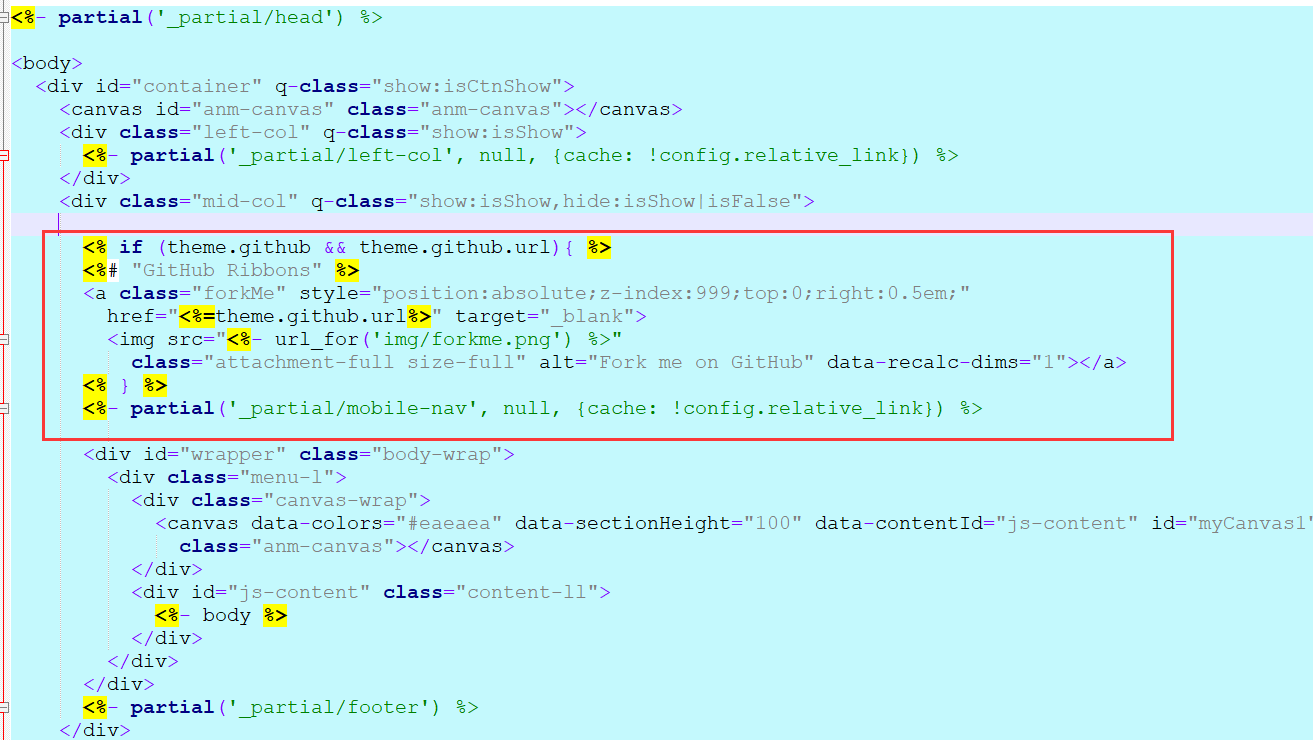 <%- partial('_partial/head') %>
<body>
<div id="container" q-class="show:isCtnShow">
<canvas id="anm-canvas" class="anm-canvas"></canvas>
<div class="left-col" q-class="show:isShow">
<%- partial('_partial/left-col', null, {cache: !config.relative_link}) %>
</div>
<div class="mid-col" q-class="show:isShow,hide:isShow|isFalse">
<% if (theme.github && theme.github.url){ %>
<%# "GitHub Ribbons" %>
<a class="forkMe" style="position:absolute;z-index:999;top:0;right:0.5em;"
href="<%=theme.github.url%>" target="_blank">
<img src="<%- url_for('img/forkme.png') %>"
class="attachment-full size-full" alt="Fork me on GitHub" data-recalc-dims="1"></a>
<% } %>
<%- partial('_partial/mobile-nav', null, {cache: !config.relative_link}) %>
<div id="wrapper" class="body-wrap">
<div class="menu-l">
<div class="canvas-wrap">
<canvas data-colors="#eaeaea" data-sectionHeight="100" data-contentId="js-content" id="myCanvas1"
class="anm-canvas"></canvas>
</div>
<div id="js-content" class="content-ll">
<%- body %>
</div>
</div>
</div>
<%- partial('_partial/footer') %>
</div>